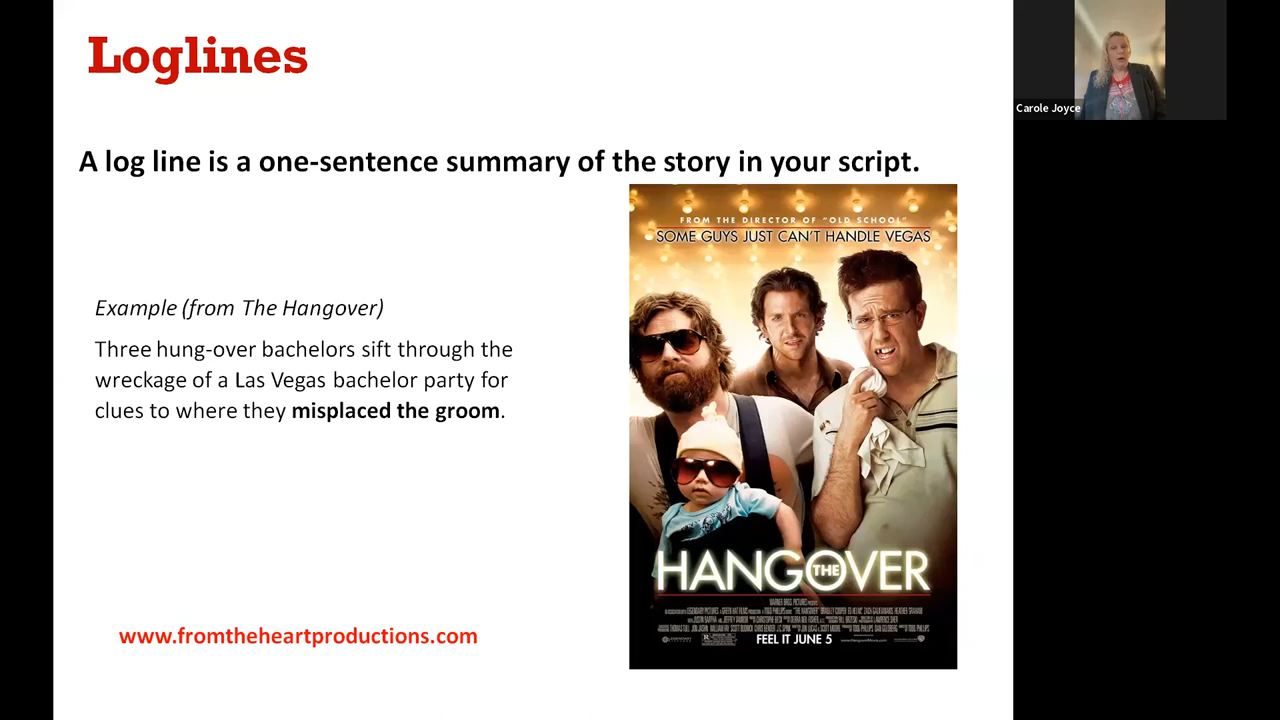 Loglines
Carole Joyce
A log line is a one-sentence summary of the story in your script.
FROM THE DIRECTOR OF "OLD SCHOOL"
SOME GUYS JUST CAN'T HANDLE VEGAS
Example (from The Hangover)
Three hung-over bachelors sift through the
wreckage of a Las Vegas bachelor party for
clues to where they misplaced the groom.
THE HANGOVER
FEEL IT JUNE 5
www.fromtheheartproductions.com